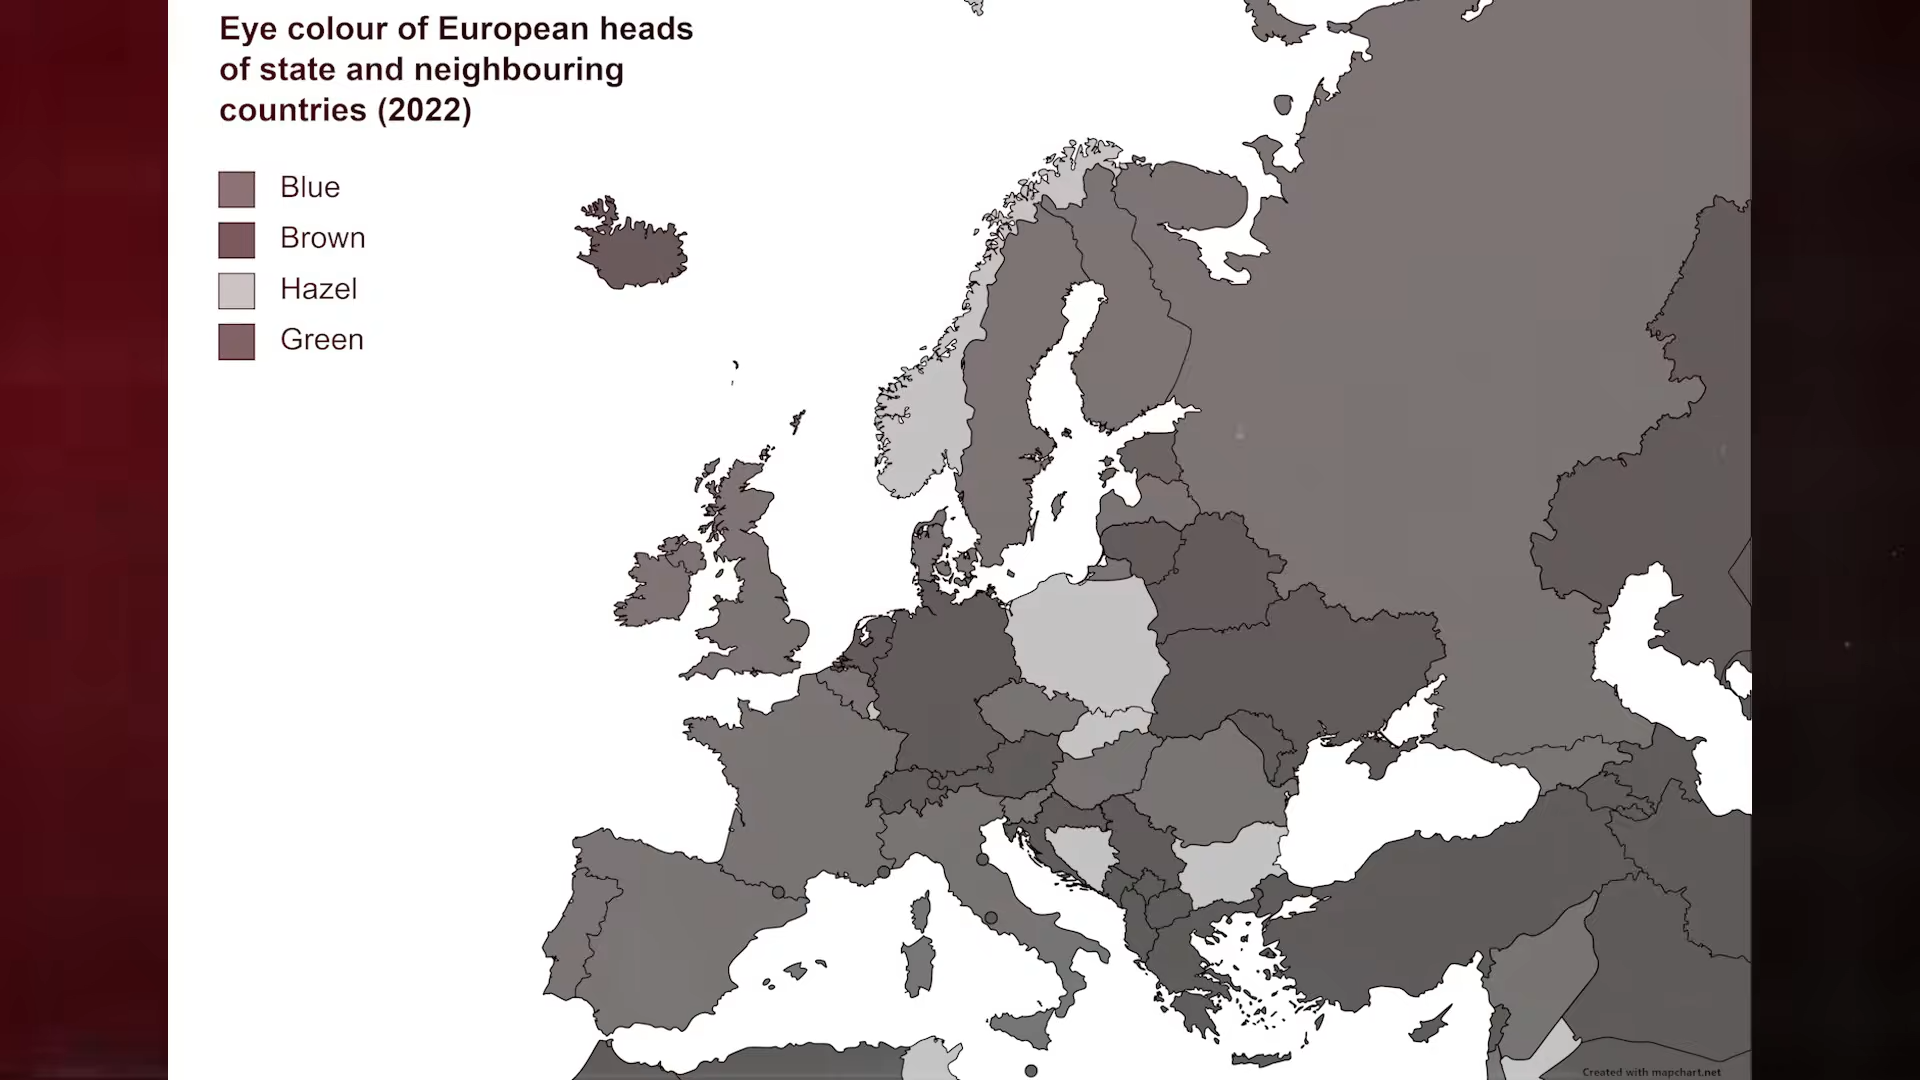 Eye colour of European heads
of state and neighbouring
countries (2022)
Blue
Brown
Hazel
Green
Created with mapchart.net